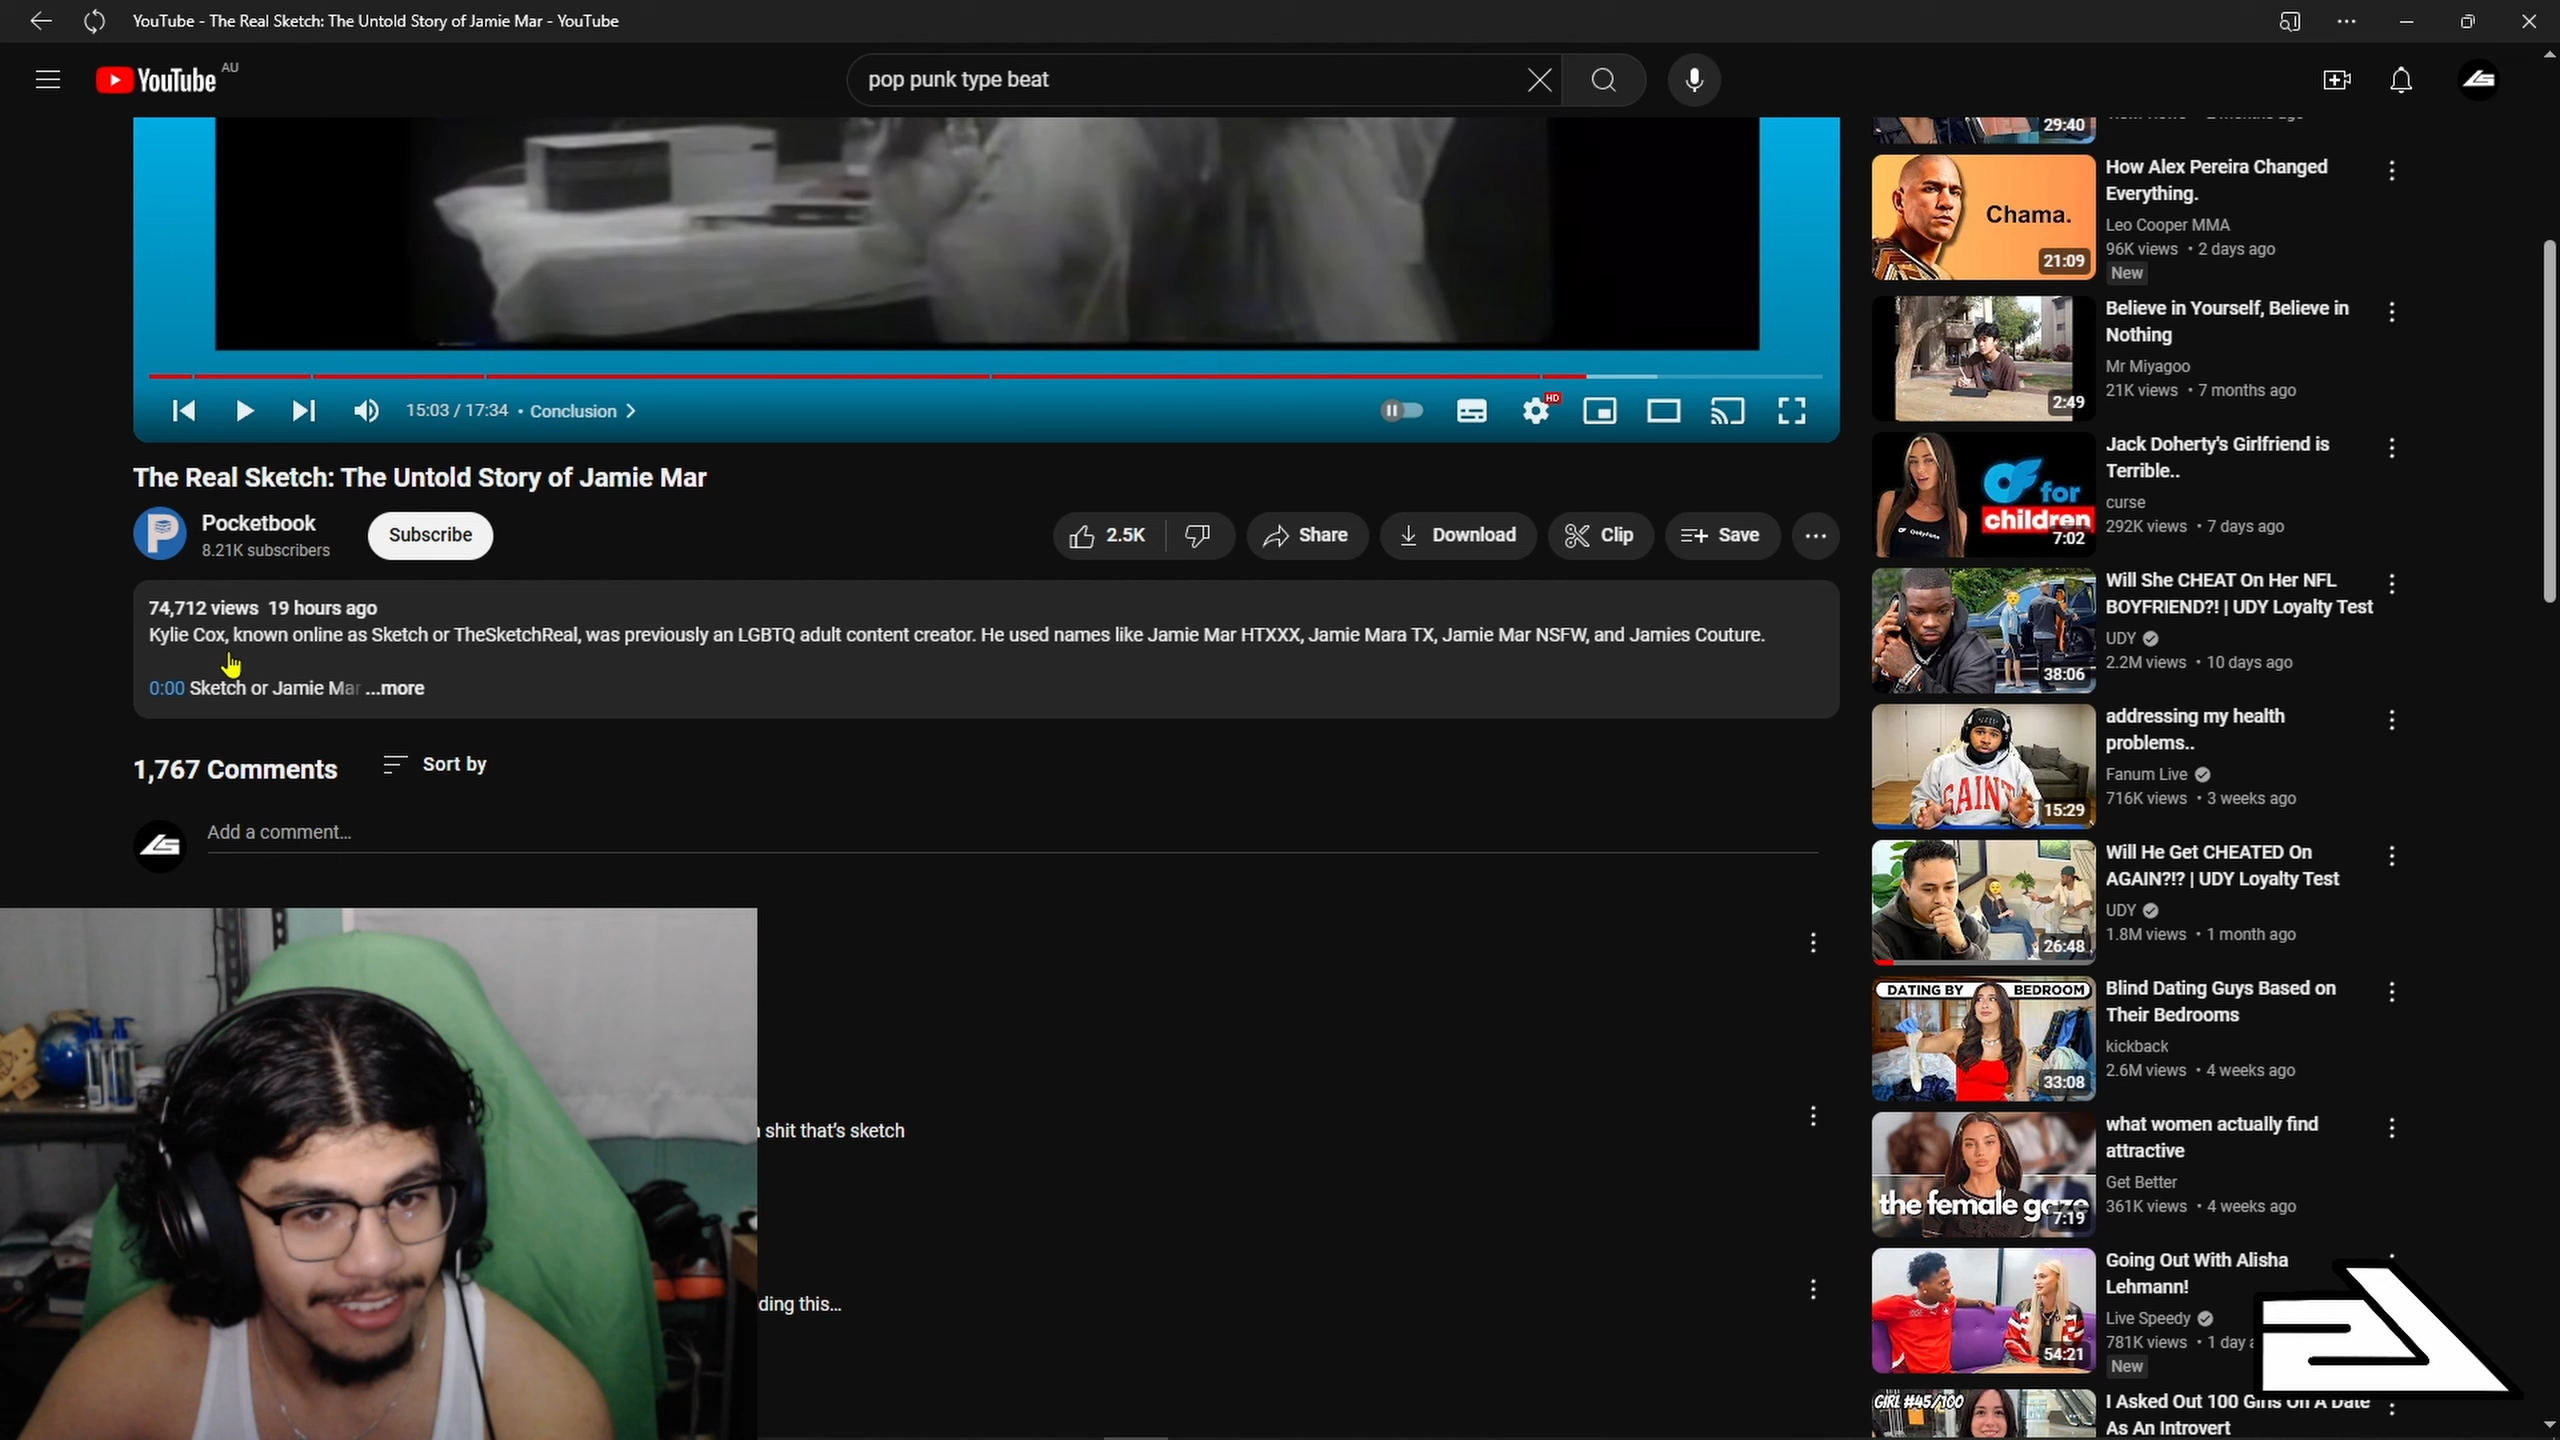 YouTube - The Real Sketch: The Untold Story of Jamie Mar - YouTube
YouTube AU
pop punk type beat
15:03 / 17:34 • Conclusion
HD
The Real Sketch: The Untold Story of Jamie Mar
Pocketbook
8.21K subscribers
Subscribe
2.5K
Share
Download
Clip
Save
74,712 views 19 hours ago
Kylie Cox, known online as Sketch or TheSketchReal, was previously an LGBTQ adult content creator. He used names like Jamie Mar HTXXX, Jamie Mara TX, Jamie Mar NSFW, and Jamies Couture.
0:00 Sketch or Jamie Mar ...more
1,767 Comments
Sort by
Add a comment...
shit that's sketch
ding this...
29:40
Chama.
21:09
How Alex Pereira Changed
Everything.
Leo Cooper MMA
96K views • 2 days ago
New
2:49
Believe in Yourself, Believe in
Nothing
Mr Miyagoo
21K views • 7 months ago
OF for
children
7:02
Jack Doherty's Girlfriend is
Terrible..
curse
292K views • 7 days ago
38:06
Will She CHEAT On Her NFL
BOYFRIEND?! | UDY Loyalty Test
UDY
2.2M views • 10 days ago
SAINT
15:29
addressing my health
problems..
Fanum Live
716K views • 3 weeks ago
26:48
Will He Get CHEATED On
AGAIN?!? | UDY Loyalty Test
UDY
1.8M views • 1 month ago
DATING BY BEDROOM
33:08
Blind Dating Guys Based on
Their Bedrooms
kickback
2.6M views • 4 weeks ago
the female gaze
7:19
what women actually find
attractive
Get Better
361K views • 4 weeks ago
54:21
Going Out With Alisha
Lehmann!
Live Speedy
781K views • 1 day a
New
GIRL #45/100
I Asked Out 100 Girls On A Date
As An Introvert